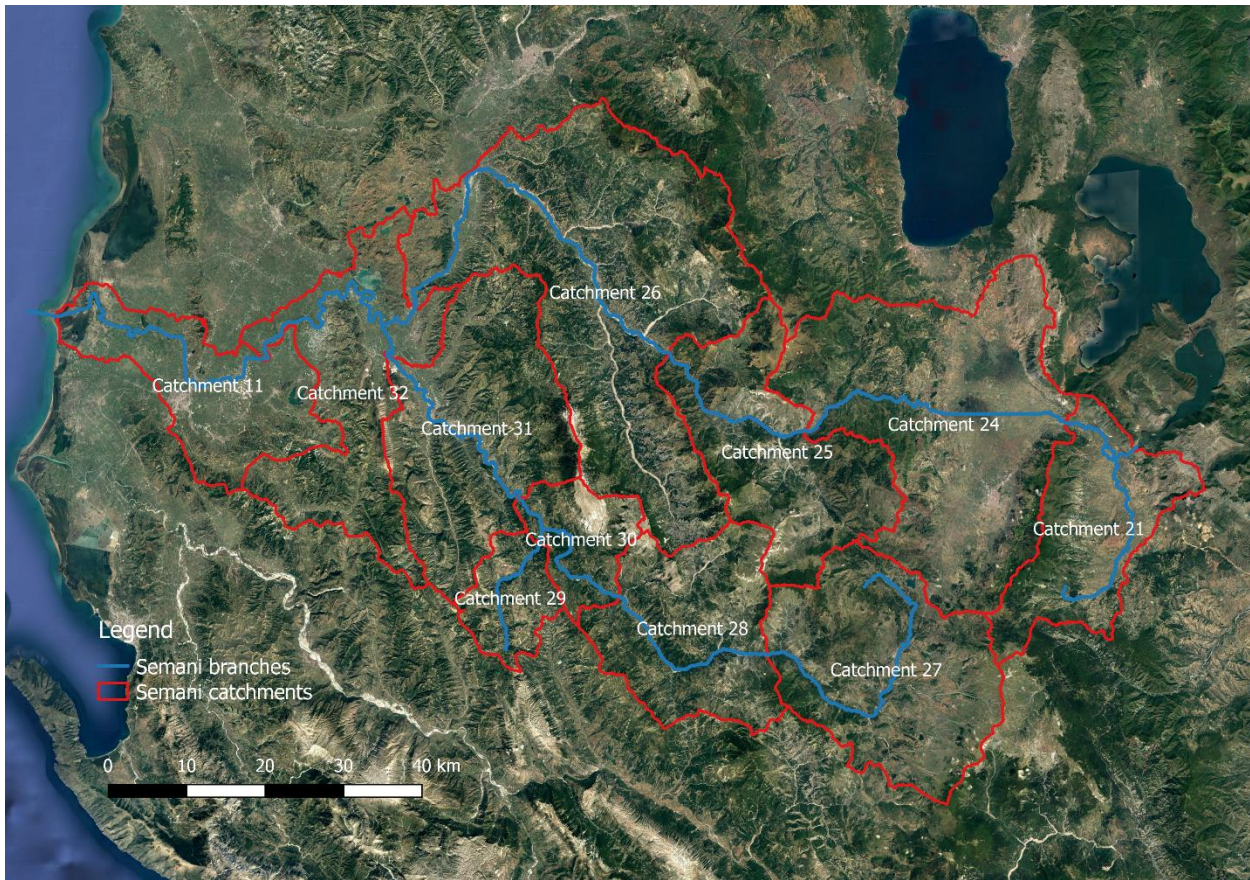 Catchment 26
Catchment 11
Catchment 32
Catchment 31
Catchment 25
Catchment 24
Catchment 21
Catchment 30
Catchment 29
Catchment 28
Catchment 27
Legend
Semani branches
Semani catchments
0 10 20 30 40 km